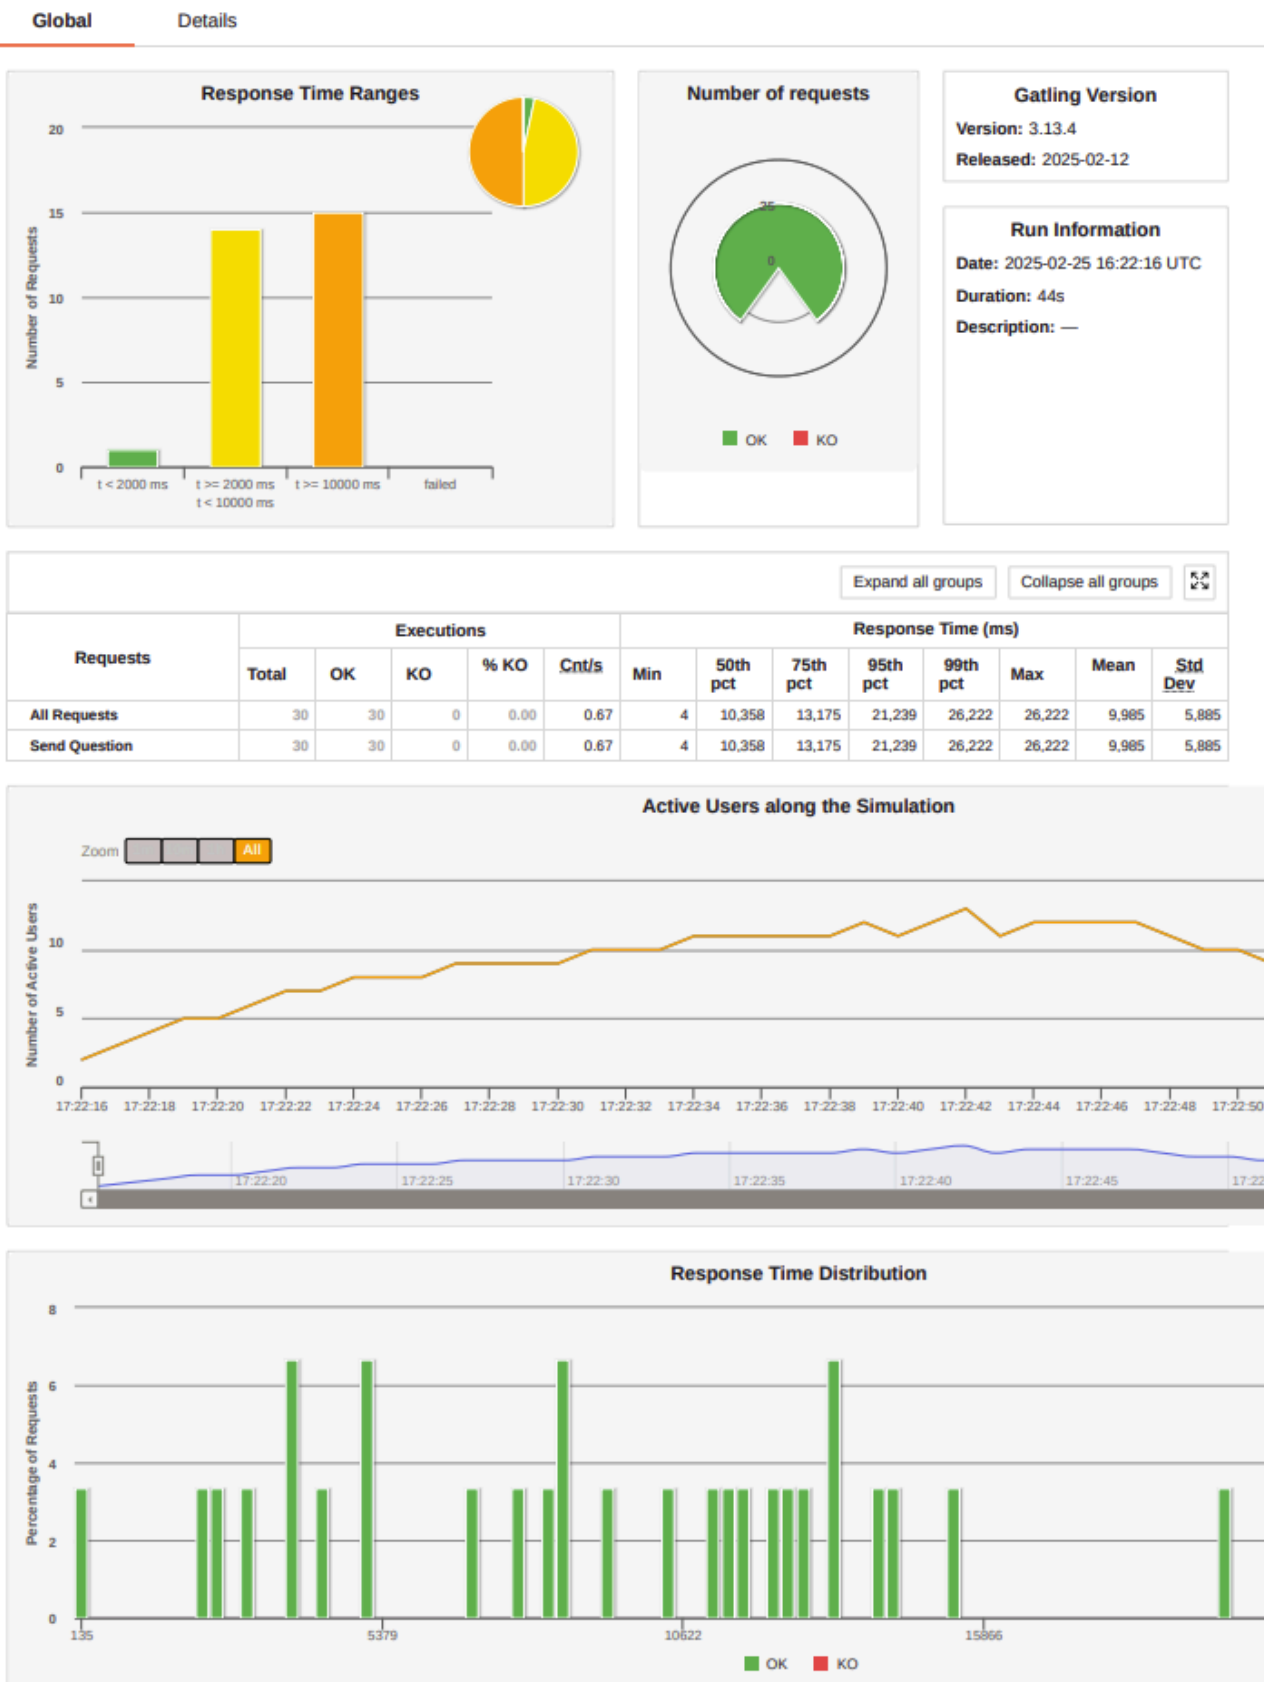 Global Details
Response Time Ranges
20
15
10
5
0
Number of Requests
t < 2000 ms
t >= 2000 ms
t < 10000 ms
t >= 10000 ms
failed
Number of requests
25
0
OK KO
Gatling Version
Version: 3.13.4
Released: 2025-02-12
Run Information
Date: 2025-02-25 16:22:16 UTC
Duration: 44s
Description: —
Expand all groups Collapse all groups
Requests Executions Response Time (ms)
Total OK KO % KO Cnt/s Min 50th pct 75th pct 95th pct 99th pct Max Mean Std Dev
All Requests 30 30 0 0.00 0.67 4 10,358 13,175 21,239 26,222 26,222 9,985 5,885
Send Question 30 30 0 0.00 0.67 4 10,358 13,175 21,239 26,222 26,222 9,985 5,885
Active Users along the Simulation
Zoom All
Number of Active Users
10
5
0
17:22:16 17:22:18 17:22:20 17:22:22 17:22:24 17:22:26 17:22:28 17:22:30 17:22:32 17:22:34 17:22:36 17:22:38 17:22:40 17:22:42 17:22:44 17:22:46 17:22:48 17:22:50
17:22:20 17:22:25 17:22:30 17:22:35 17:22:40 17:22:45 17:22
Response Time Distribution
Percentage of Requests
8
6
4
2
0
135 5379 10622 15866
OK KO